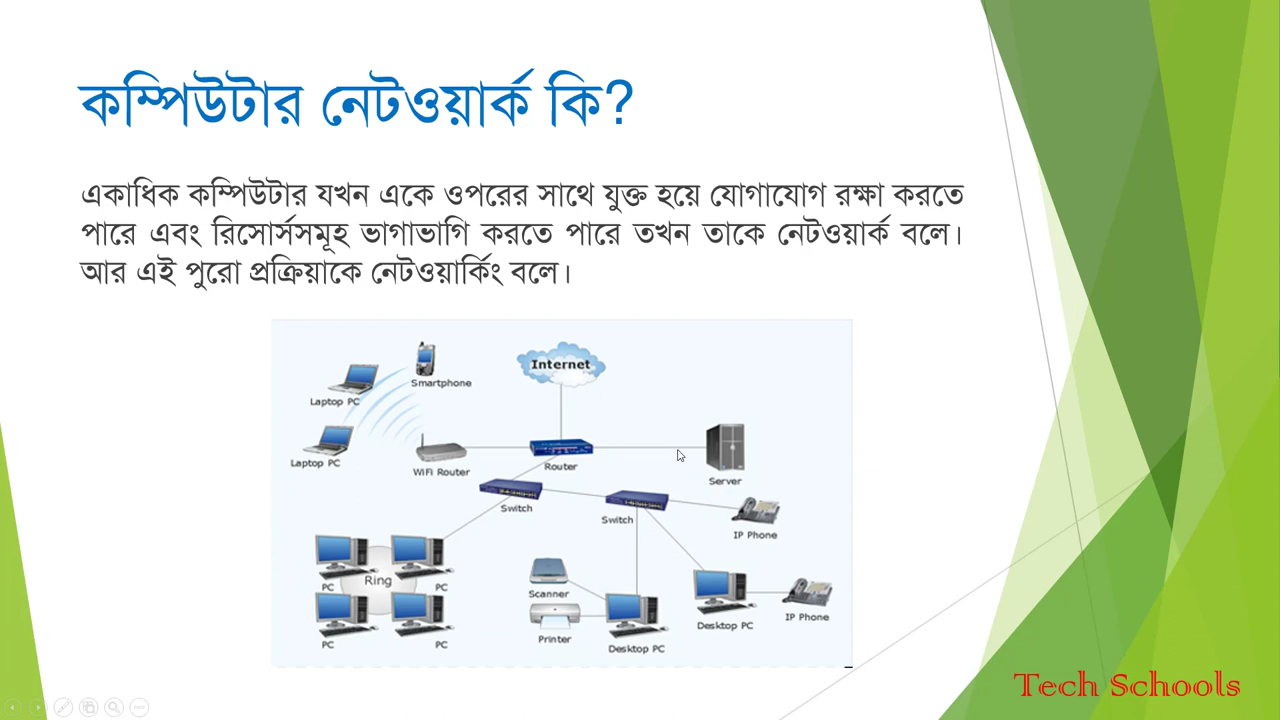 কম্পিউটার নেটওয়ার্ক কি?
একাধিক কম্পিউটার যখন একে ওপরের সাথে যুক্ত হয়ে যোগাযোগ রক্ষা করতে
পারে এবং রিসোর্সসমূহ ভাগাভাগি করতে পারে তখন তাকে নেটওয়ার্ক বলে।
আর এই পুরো প্রক্রিয়াকে নেটওয়ার্কিং বলে।
Internet
Smartphone
Laptop PC
Laptop PC
WIFI Router
Router
Server
Switch
Switch
IP Phone
Ring
PC
PC
PC
PC
Scanner
Printer
Desktop PC
Desktop PC
IP Phone
Tech Schools